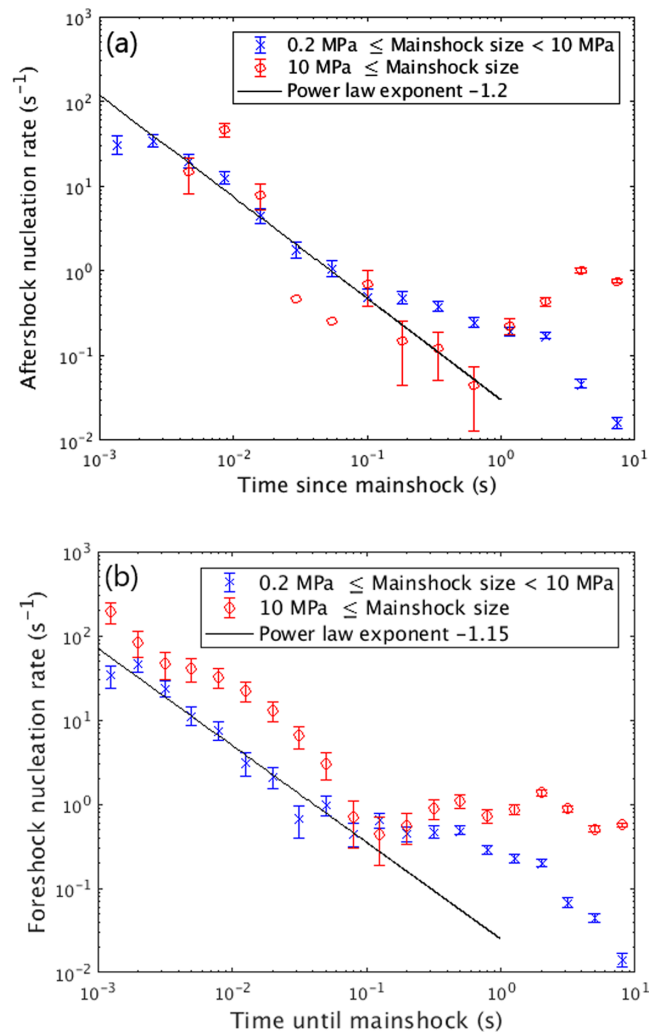 (a)
0.2 MPa ≤ Mainshock size < 10 MPa
10 MPa ≤ Mainshock size
Power law exponent -1.2
Aftershock nucleation rate (s⁻¹)
10³
10²
10¹
10⁰
10⁻¹
10⁻²
10⁻³ 10⁻² 10⁻¹ 10⁰ 10¹
Time since mainshock (s)
(b)
0.2 MPa ≤ Mainshock size < 10 MPa
10 MPa ≤ Mainshock size
Power law exponent -1.15
Foreshock nucleation rate (s⁻¹)
10³
10²
10¹
10⁰
10⁻¹
10⁻²
10⁻³ 10⁻² 10⁻¹ 10⁰ 10¹
Time until mainshock (s)